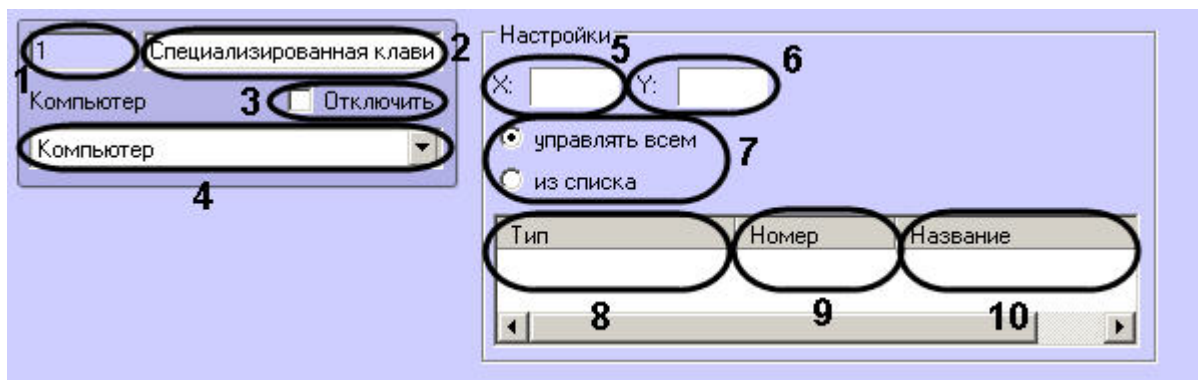 1 Специализированная клави 2
1 Компьютер 3 Отключить
Компьютер
4
Настройки 5 6
X: Y:
управлять всем 7
из списка
Тип Номер Название
8 9 10